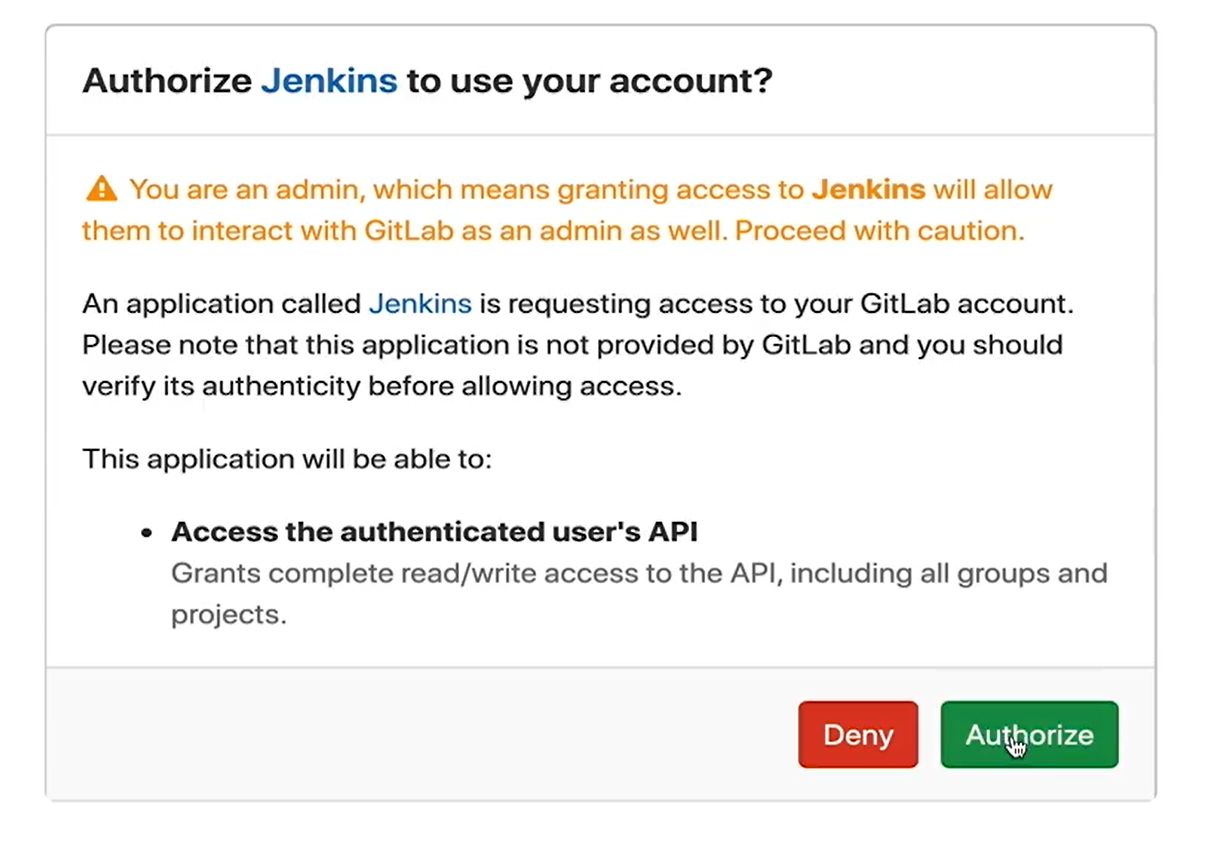 Authorize Jenkins to use your account?
You are an admin, which means granting access to Jenkins will allow
them to interact with GitLab as an admin as well. Proceed with caution.
An application called Jenkins is requesting access to your GitLab account.
Please note that this application is not provided by GitLab and you should
verify its authenticity before allowing access.
This application will be able to:
• Access the authenticated user's API
Grants complete read/write access to the API, including all groups and
projects.
Deny Authorize